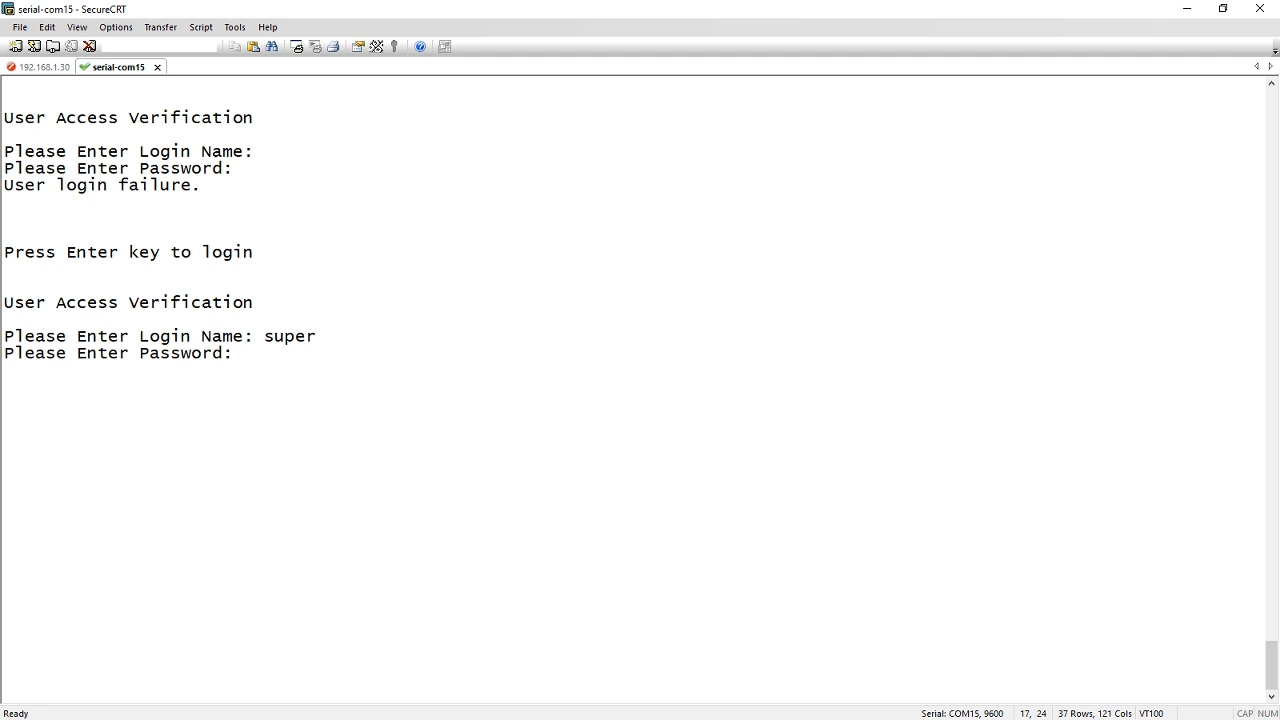 serial-com15 - SecureCRT
File Edit View Options Transfer Script Tools Help
192.168.1.30 serial-com15
User Access Verification
Please Enter Login Name:
Please Enter Password:
User login failure.
Press Enter key to login
User Access Verification
Please Enter Login Name: super
Please Enter Password:
Ready Serial: COM15, 9600 17, 24 37 Rows, 121 Cols VT100 CAP NUM